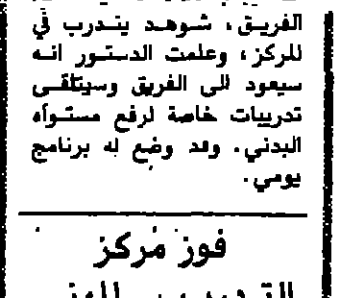 الفريق، شوهد يتدرب في
المركز، وعلمت الدستور انه
سيعود الى الفريق وسيتلقى
تدريبات خاصة لرفع مستواه
البدني. وقد وضع له برنامج
يومي.
فوز مركز